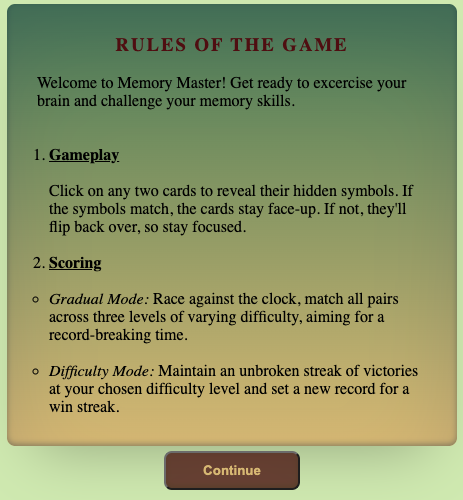 RULES OF THE GAME
Welcome to Memory Master! Get ready to excercise your
brain and challenge your memory skills.
1. Gameplay
Click on any two cards to reveal their hidden symbols. If
the symbols match, the cards stay face-up. If not, they'll
flip back over, so stay focused.
2. Scoring
Gradual Mode: Race against the clock, match all pairs
across three levels of varying difficulty, aiming for a
record-breaking time.
Difficulty Mode: Maintain an unbroken streak of victories
at your chosen difficulty level and set a new record for a
win streak.
Continue